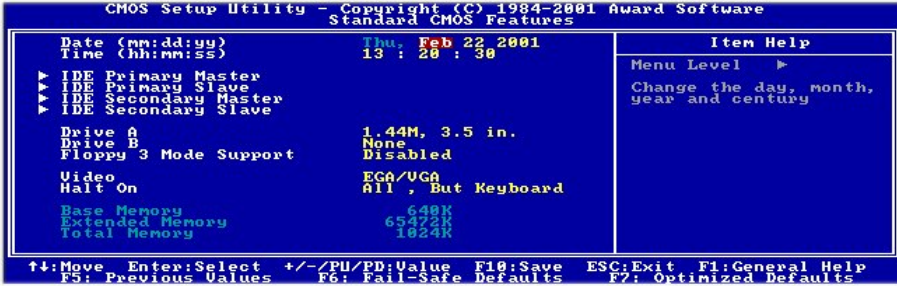 CMOS Setup Utility - Copyright (C) 1984-2001 Award Software
Standard CMOS Features
Date (mm:dd:yy) Thu, Feb 22 2001
Time (hh:mm:ss) 13 : 20 : 30
► IDE Primary Master
► IDE Primary Slave
► IDE Secondary Master
► IDE Secondary Slave
Drive A 1.44M, 3.5 in.
Drive B None
Floppy 3 Mode Support Disabled
Video EGA/VGA
Halt On All , But Keyboard
Base Memory 640K
Extended Memory 65472K
Total Memory 1024K
Item Help
Menu Level ►
Change the day, month,
year and century
↑↓:Move Enter:Select +/-/PU/PD:Value F10:Save ESC:Exit F1:General Help
F5: Previous Values F6: Fail-Safe Defaults F7: Optimized Defaults